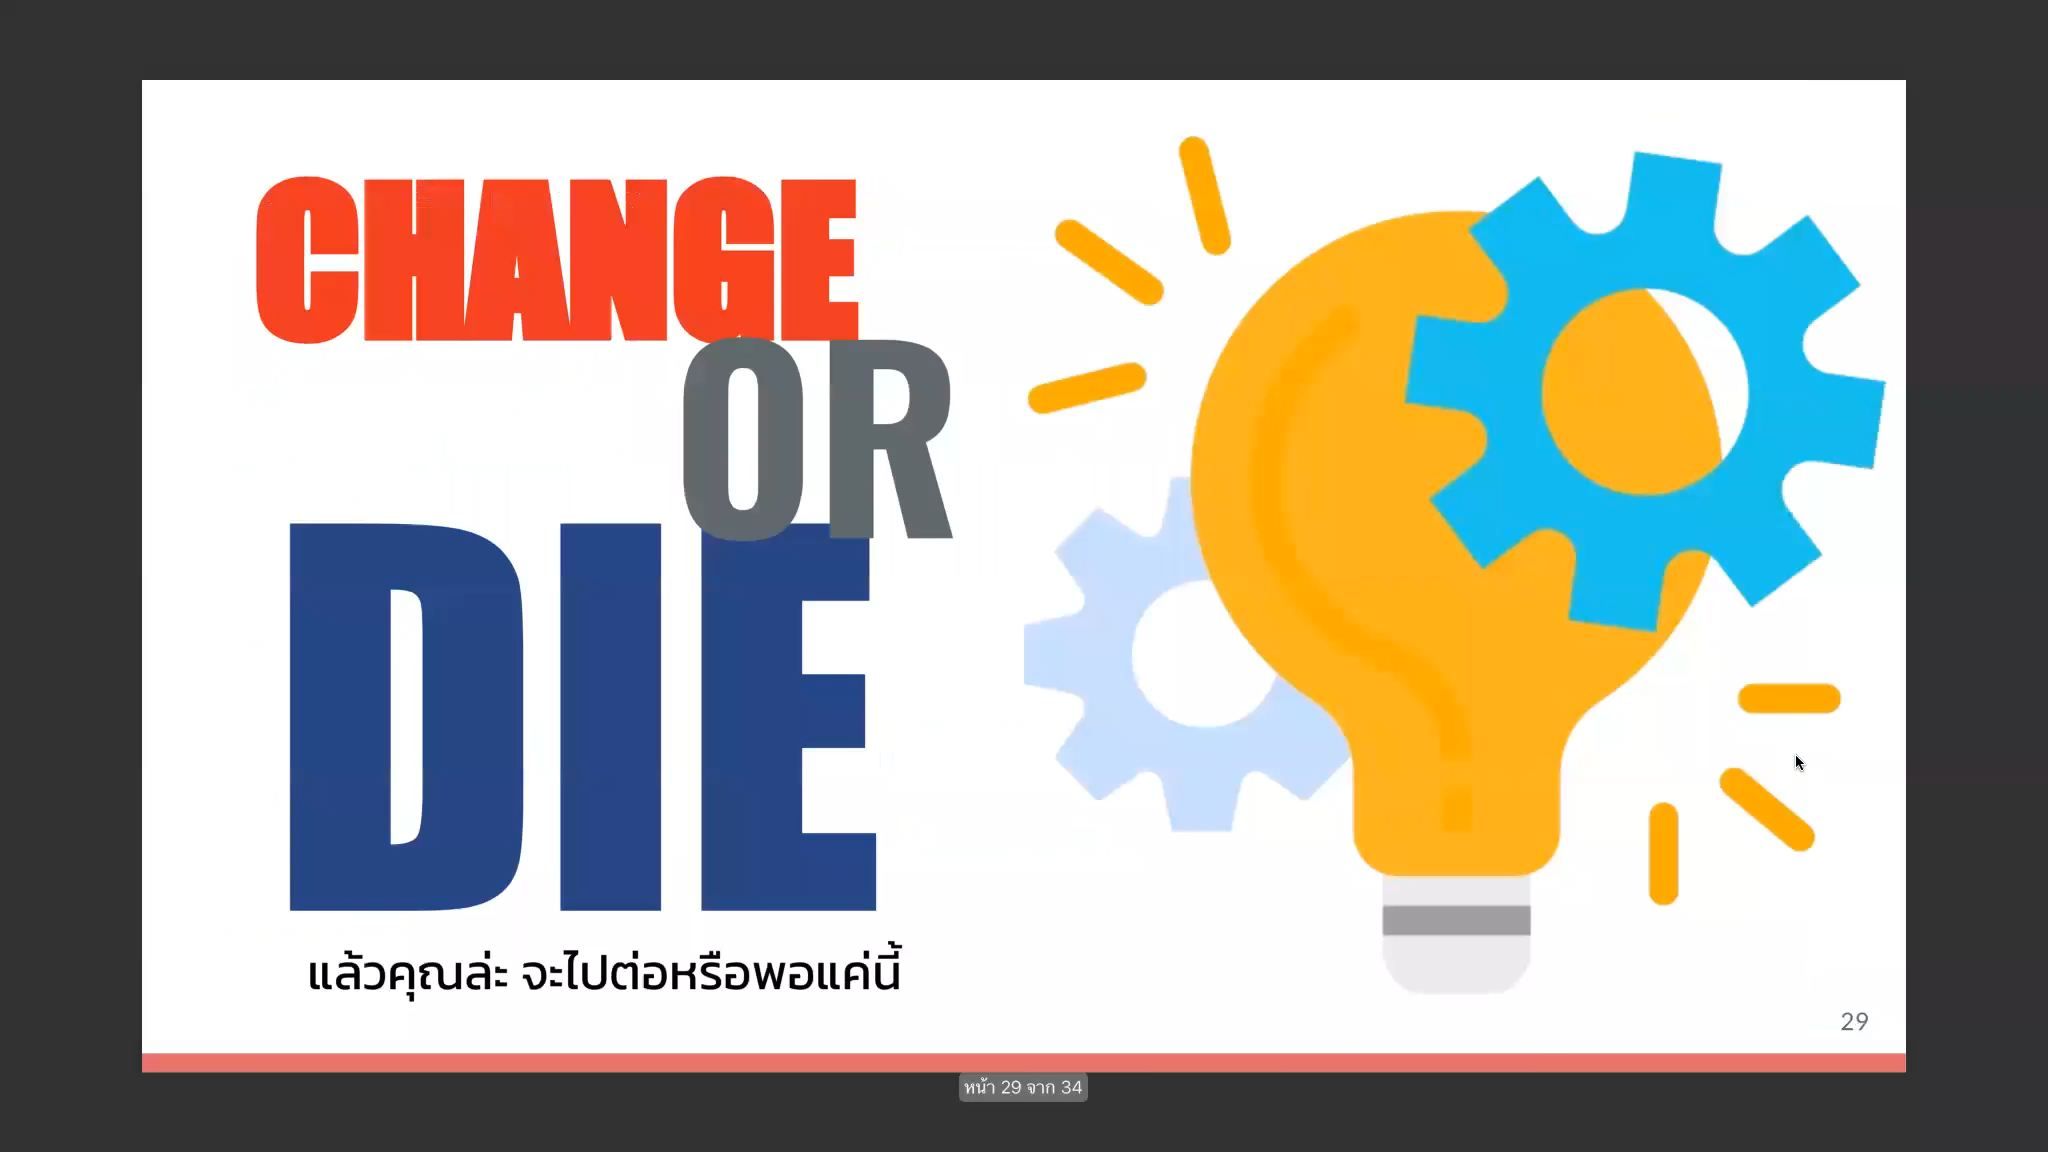 CHANGE
OR
DIE
แล้วคุณล่ะ จะไปต่อหรือพอแค่นี้
29
หน้า 29 จาก 34